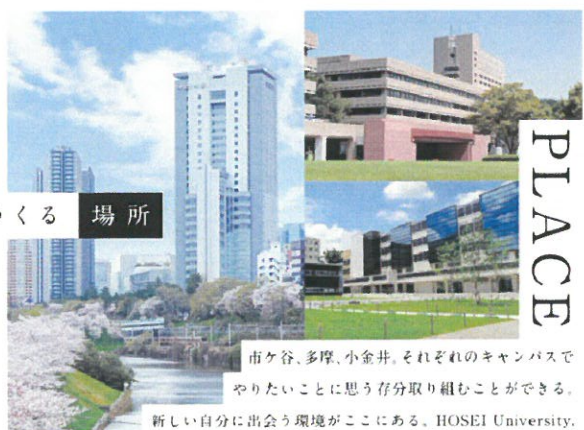 くる 場所
PLACE
市ケ谷、多摩、小金井。それぞれのキャンパスで
やりたいことに思う存分取り組むことができる。
新しい自分に出会う環境がここにある。HOSEI University.